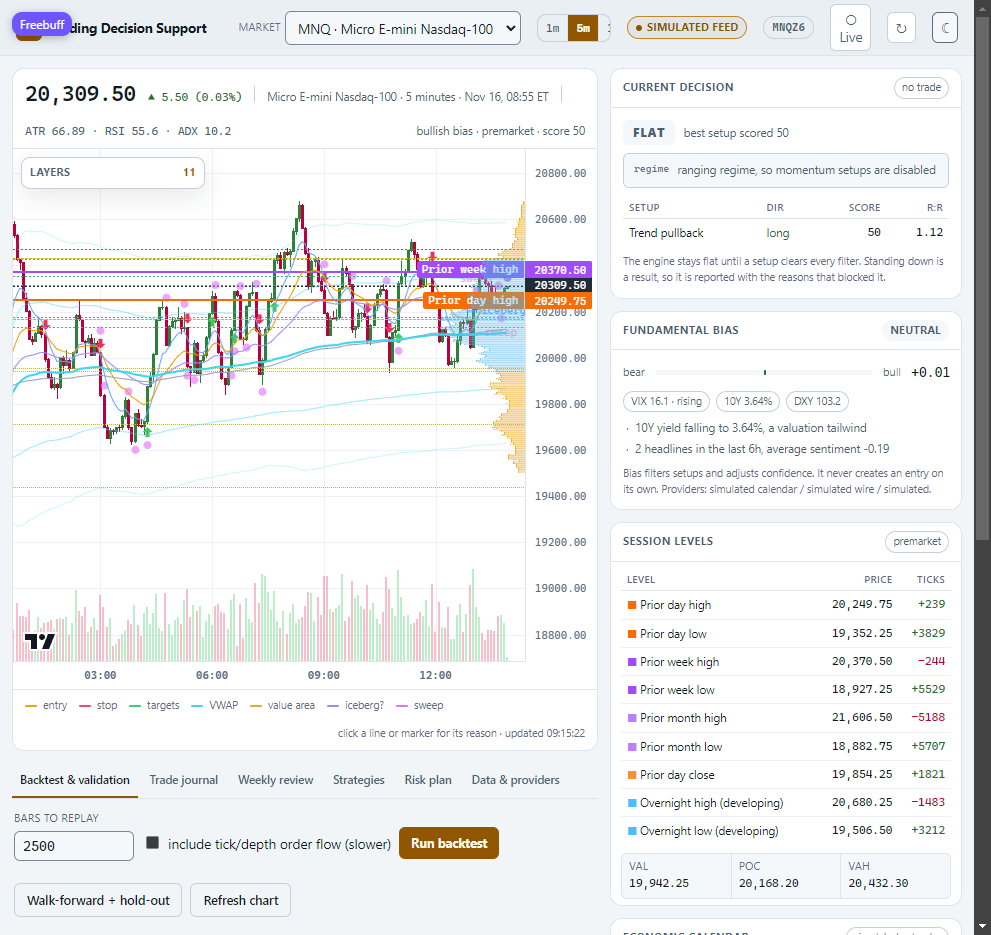 Freebuff
ding Decision Support
MARKET
MNQ · Micro E-mini Nasdaq-100
1m
5m
SIMULATED FEED
MNQZ6
Live
20,309.50 ▲ 5.50 (0.03%) Micro E-mini Nasdaq-100 · 5 minutes · Nov 16, 08:55 ET
ATR 66.89 · RSI 55.6 · ADX 10.2
bullish bias · premarket · score 50
LAYERS 11
20800.00
20600.00
Prior week high 20370.50
20309.50
Prior day high 20249.75
20200.00
20000.00
19800.00
19600.00
19400.00
19200.00
19000.00
18800.00
03:00 06:00 09:00 12:00
entry stop targets VWAP value area iceberg? sweep
click a line or marker for its reason · updated 09:15:22
Backtest & validation Trade journal Weekly review Strategies Risk plan Data & providers
BARS TO REPLAY
2500
include tick/depth order flow (slower)
Run backtest
Walk-forward + hold-out
Refresh chart
CURRENT DECISION
no trade
FLAT best setup scored 50
regime ranging regime, so momentum setups are disabled
SETUP DIR SCORE R:R
Trend pullback long 50 1.12
The engine stays flat until a setup clears every filter. Standing down is
a result, so it is reported with the reasons that blocked it.
FUNDAMENTAL BIAS
NEUTRAL
bear bull +0.01
VIX 16.1 · rising
10Y 3.64%
DXY 103.2
· 10Y yield falling to 3.64%, a valuation tailwind
· 2 headlines in the last 6h, average sentiment -0.19
Bias filters setups and adjusts confidence. It never creates an entry on
its own. Providers: simulated calendar / simulated wire / simulated.
SESSION LEVELS
premarket
LEVEL PRICE TICKS
Prior day high 20,249.75 +239
Prior day low 19,352.25 +3829
Prior week high 20,370.50 −244
Prior week low 18,927.25 +5529
Prior month high 21,606.50 −5188
Prior month low 18,882.75 +5707
Prior day close 19,854.25 +1821
Overnight high (developing) 20,680.25 −1483
Overnight low (developing) 19,506.50 +3212
VAL POC VAH
19,942.25 20,168.20 20,432.30